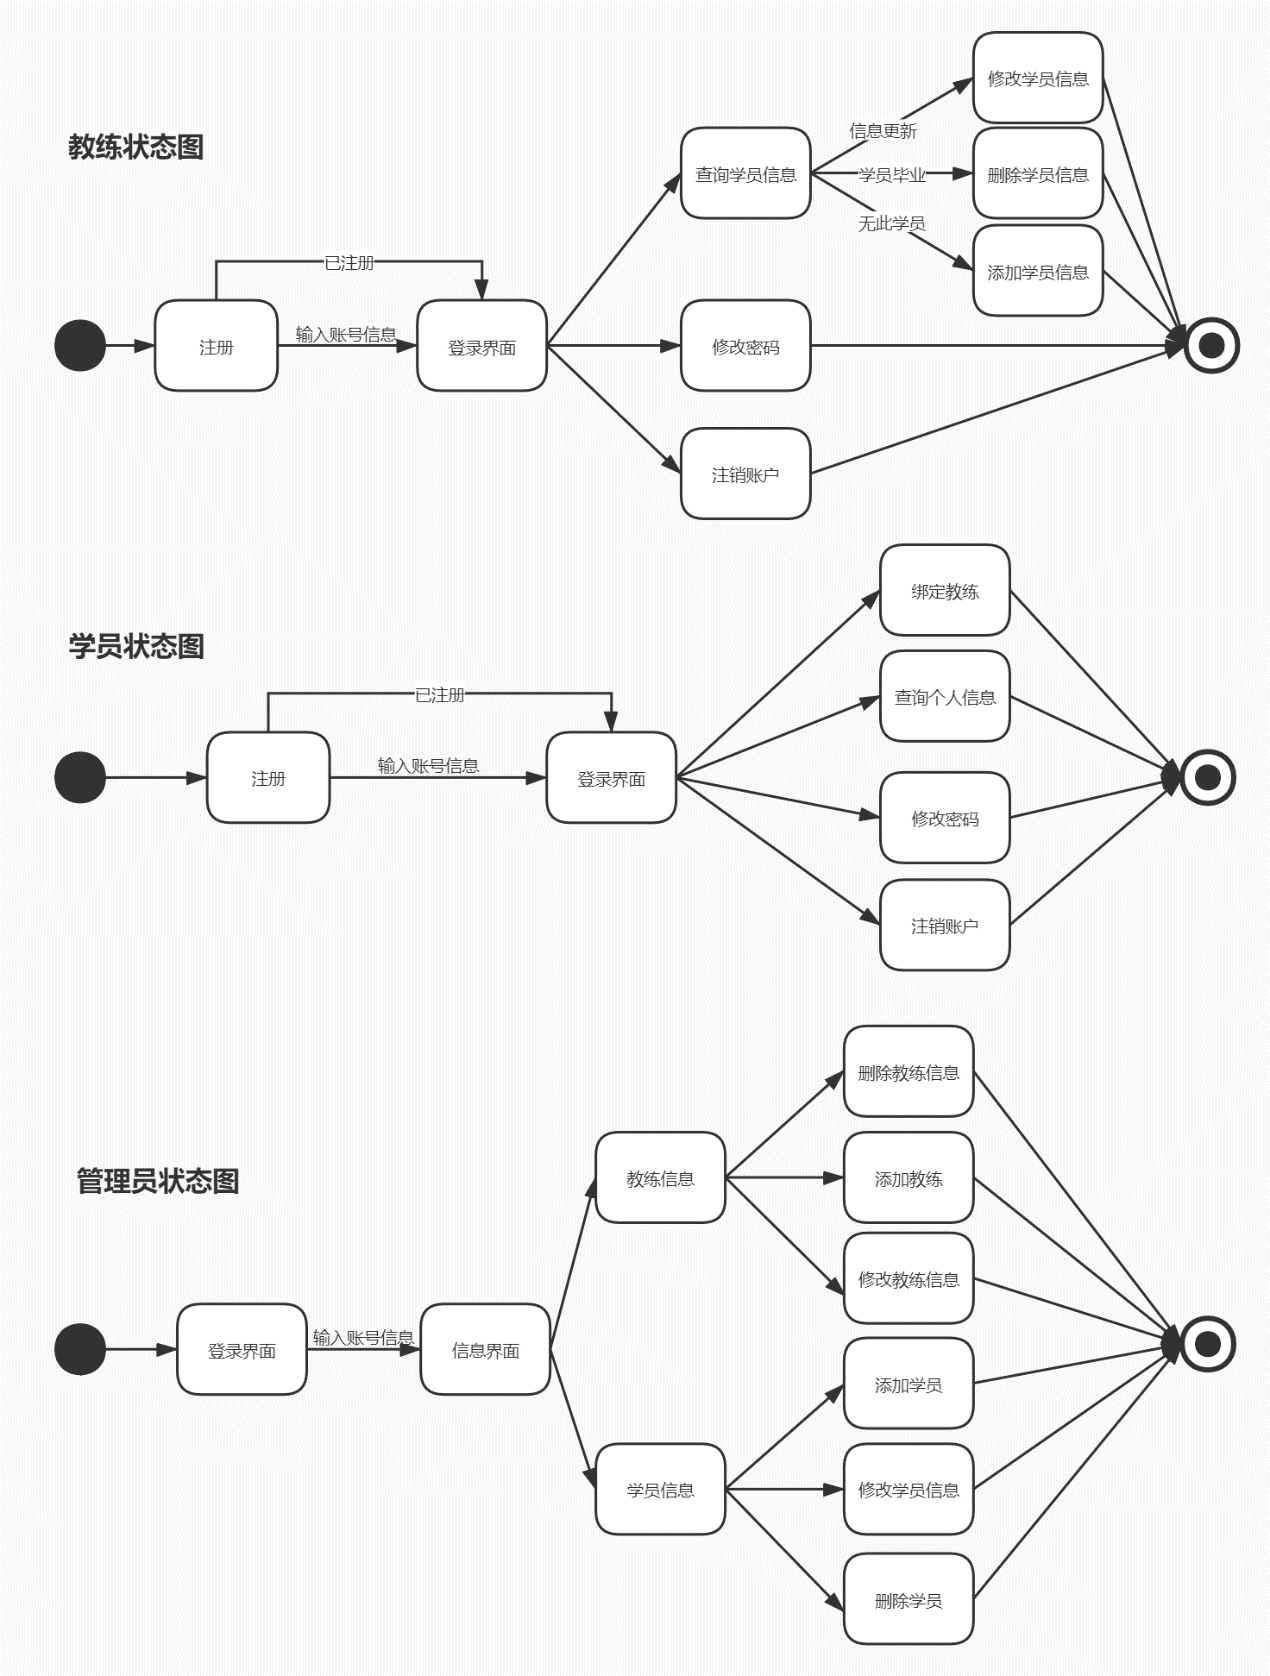 教练状态图
修改学员信息
信息更新
查询学员信息
学员毕业
删除学员信息
无此学员
添加学员信息
已注册
注册
输入账号信息
登录界面
修改密码
注销账户
学员状态图
绑定教练
已注册
查询个人信息
注册
输入账号信息
登录界面
修改密码
注销账户
管理员状态图
删除教练信息
教练信息
添加教练
修改教练信息
登录界面
输入账号信息
信息界面
添加学员
学员信息
修改学员信息
删除学员